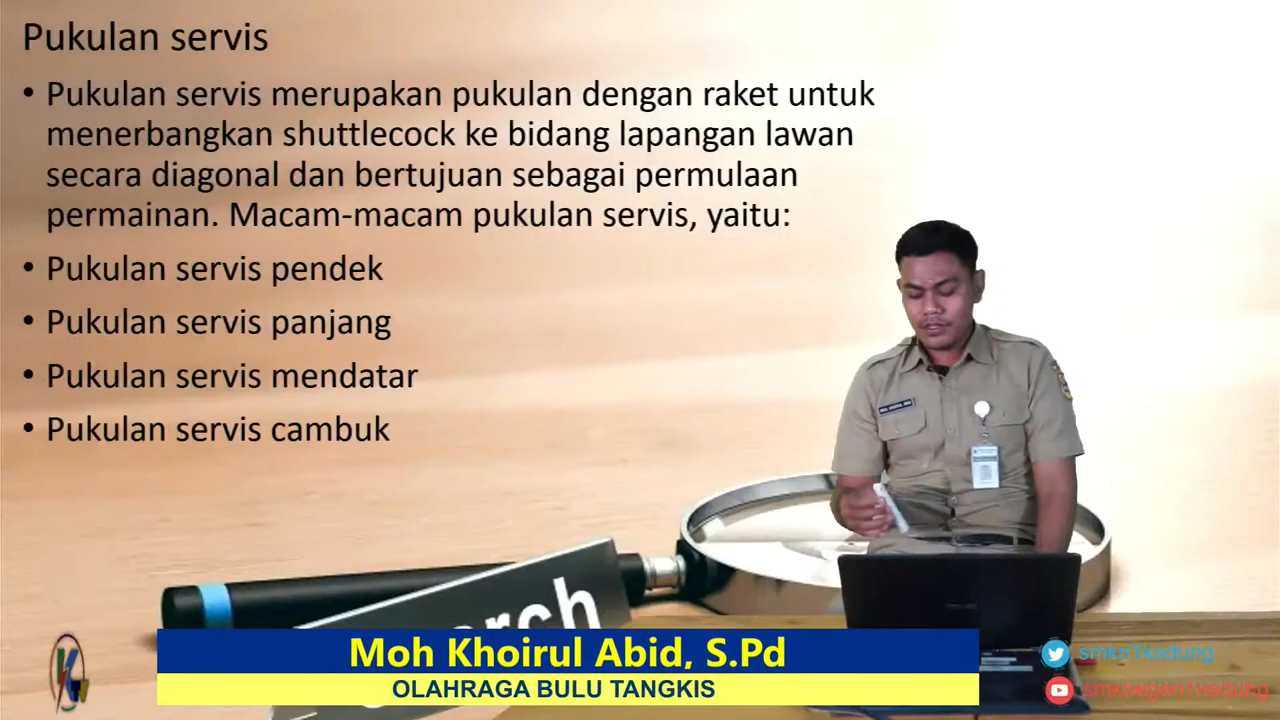 Pukulan servis
• Pukulan servis merupakan pukulan dengan raket untuk
menerbangkan shuttlecock ke bidang lapangan lawan
secara diagonal dan bertujuan sebagai permulaan
permainan. Macam-macam pukulan servis, yaitu:
• Pukulan servis pendek
• Pukulan servis panjang
• Pukulan servis mendatar
• Pukulan servis cambuk
Moh Khoirul Abid, S.Pd
OLAHRAGA BULU TANGKIS
smkn1kedung
smknegeri1kedung